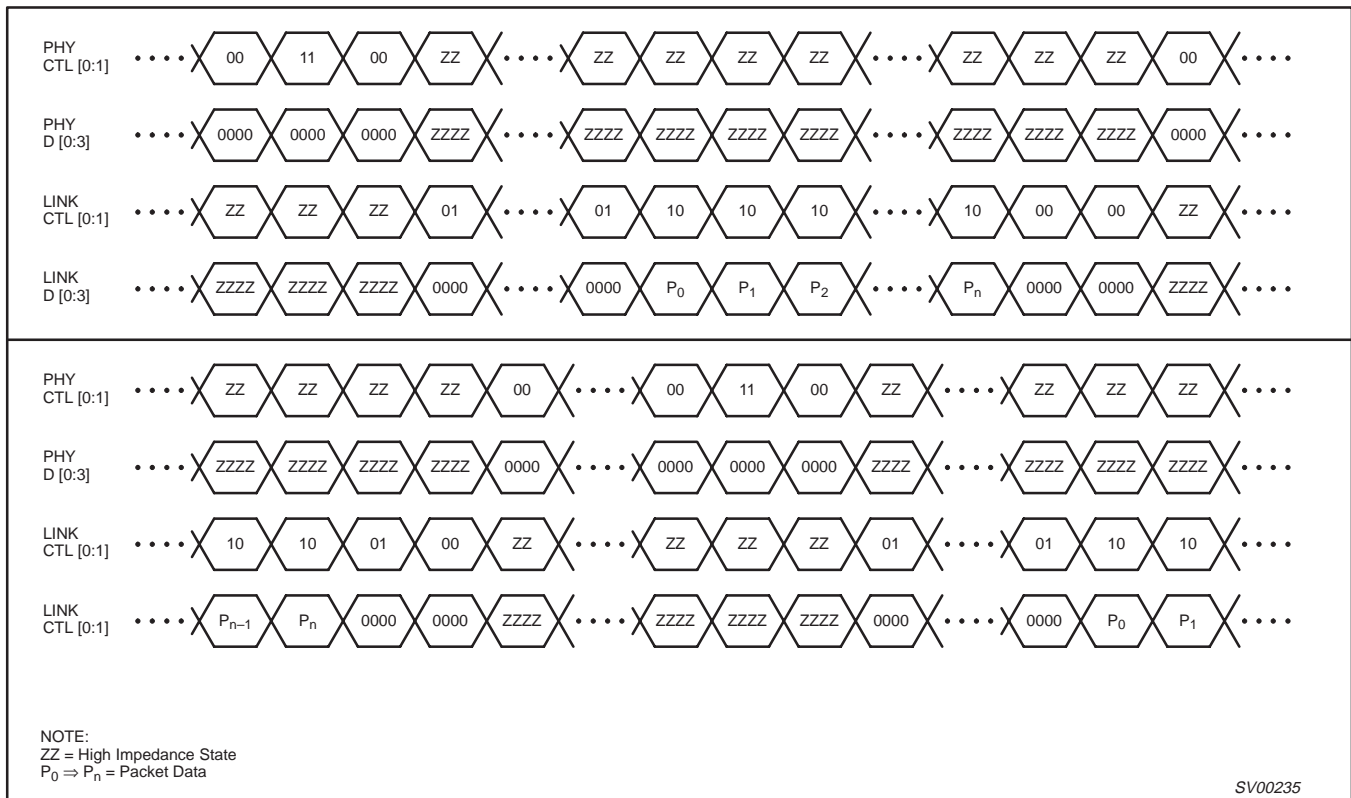 PHY
CTL [0:1]
00 11 00 ZZ ZZ ZZ ZZ ZZ ZZ ZZ ZZ 00
PHY
D [0:3]
0000 0000 0000 ZZZZ ZZZZ ZZZZ ZZZZ ZZZZ ZZZZ ZZZZ ZZZZ 0000
LINK
CTL [0:1]
ZZ ZZ ZZ 01 01 10 10 10 10 00 00 ZZ
LINK
D [0:3]
ZZZZ ZZZZ ZZZZ 0000 0000 P0 P1 P2 Pn 0000 0000 ZZZZ
PHY
CTL [0:1]
ZZ ZZ ZZ ZZ 00 00 11 00 ZZ ZZ ZZ ZZ
PHY
D [0:3]
ZZZZ ZZZZ ZZZZ ZZZZ 0000 0000 0000 0000 ZZZZ ZZZZ ZZZZ ZZZZ
LINK
CTL [0:1]
10 10 01 00 ZZ ZZ ZZ ZZ 01 01 10 10
LINK
CTL [0:1]
Pn–1 Pn 0000 0000 ZZZZ ZZZZ ZZZZ ZZZZ 0000 0000 P0 P1
NOTE:
ZZ = High Impedance State
P0 ⇒ Pn = Packet Data
SV00235